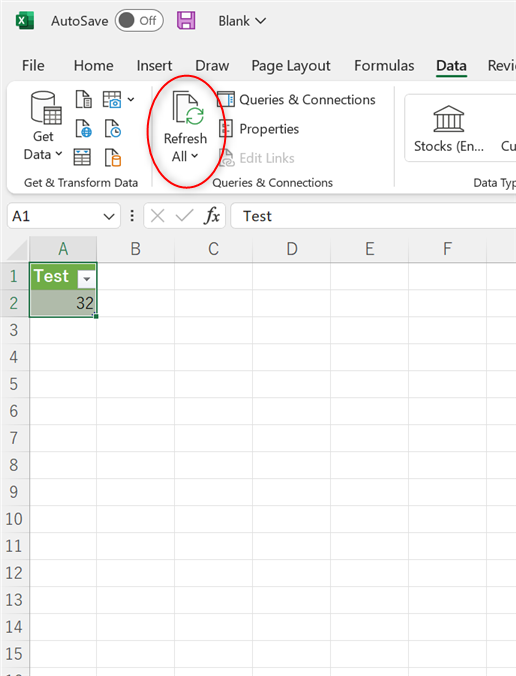 AutoSave Off Blank
File Home Insert Draw Page Layout Formulas Data Revi
Get Data
Refresh All
Queries & Connections
Properties
Edit Links
Stocks (En... Cu
Get & Transform Data Queries & Connections Data Typ
A1 fx Test
A B C D E F
1 Test
2 32
3
4
5
6
7
8
9
10
11
12
13
14
15